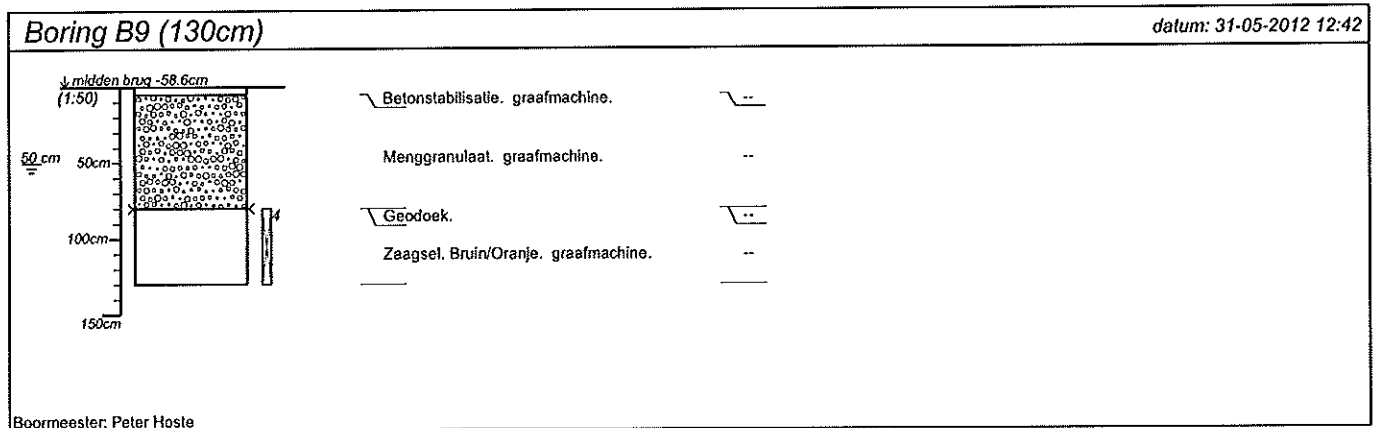 Boring B9 (130cm)
datum: 31-05-2012 12:42
midden brug -58.6cm
(1:50)
Betonstabilisatie. graafmachine. --
50 cm
50cm
Menggranulaat. graafmachine. --
Geodoek. --
4
100cm
Zaagsel. Bruin/Oranje. graafmachine. --
150cm
Boormeester: Peter Hoste